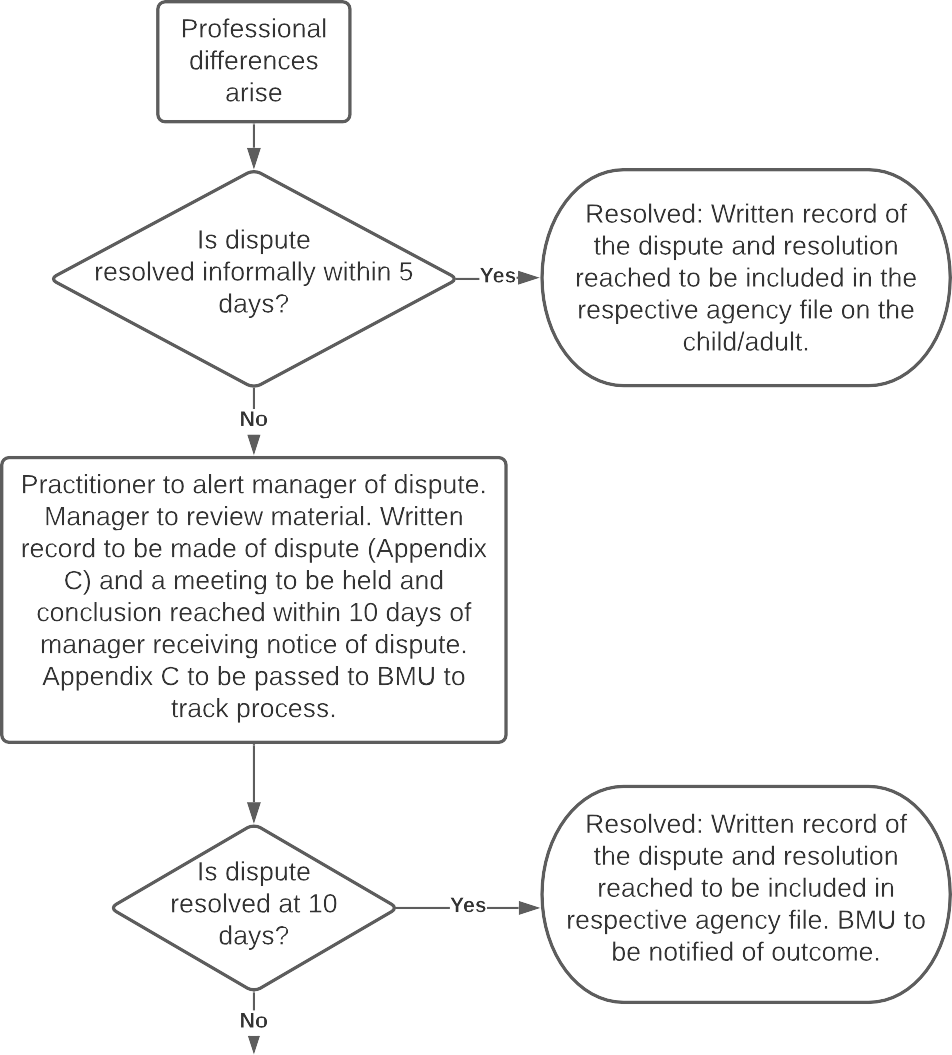 Professional
differences
arise
Is dispute
resolved informally within 5
days?
Yes
Resolved: Written record of
the dispute and resolution
reached to be included in the
respective agency file on the
child/adult.
No
Practitioner to alert manager of dispute.
Manager to review material. Written
record to be made of dispute (Appendix
C) and a meeting to be held and
conclusion reached within 10 days of
manager receiving notice of dispute.
Appendix C to be passed to BMU to
track process.
Is dispute
resolved at 10
days?
Yes
Resolved: Written record of
the dispute and resolution
reached to be included in
respective agency file. BMU to
be notified of outcome.
No